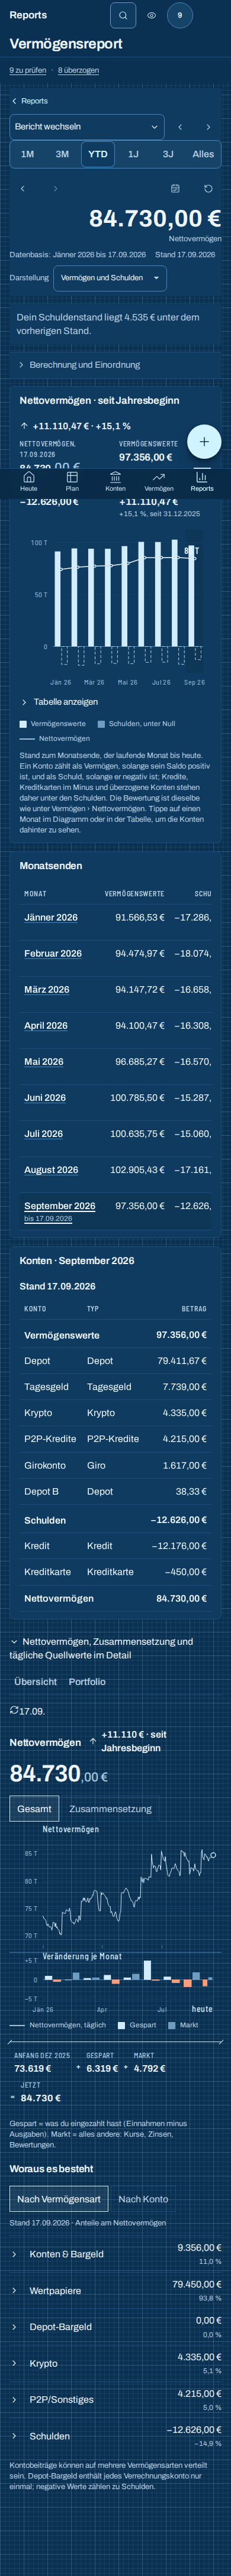 Reports
9
Vermögensreport
9 zu prüfen · 8 überzogen
Reports
Bericht wechseln
1M 3M YTD 1J 3J Alles
84.730,00 €
Nettovermögen
Datenbasis: Jänner 2026 bis 17.09.2026 Stand 17.09.2026
Darstellung Vermögen und Schulden
Dein Schuldenstand liegt 4.535 € unter dem
vorherigen Stand.
Berechnung und Einordnung
Nettovermögen · seit Jahresbeginn
+11.110,47 € · +15,1 %
NETTOVERMÖGEN, VERMÖGENSWERTE
17.09.2026 97.356,00 €
Heute Plan Konten Vermögen Reports
−12.626,00 € +11.110,47 €
+15,1 %, seit 31.12.2025
100 T
50 T
0
Jän 26 Mär 26 Mai 26 Jul 26 Sep 26
Tabelle anzeigen
Vermögenswerte Schulden, unter Null
Nettovermögen
Stand zum Monatsende, der laufende Monat bis heute.
Ein Konto zählt als Vermögen, solange sein Saldo positiv
ist, und als Schuld, solange er negativ ist; Kredite,
Kreditkarten im Minus und überzogene Konten stehen
daher unter den Schulden. Die Bewertung ist dieselbe
wie unter Vermögen › Nettovermögen. Tippe auf einen
Monat im Diagramm oder in der Tabelle, um die Konten
dahinter zu sehen.
Monatsenden
MONAT VERMÖGENSWERTE SCHU
Jänner 2026 91.566,53 € −17.286,
Februar 2026 94.474,97 € −18.074,
März 2026 94.147,72 € −16.658,
April 2026 94.100,47 € −16.308,
Mai 2026 96.685,27 € −16.570,
Juni 2026 100.785,50 € −15.287,
Juli 2026 100.635,75 € −15.060,
August 2026 102.905,43 € −17.161,
September 2026 97.356,00 € −12.626,
bis 17.09.2026
Konten · September 2026
Stand 17.09.2026
KONTO TYP BETRAG
Vermögenswerte 97.356,00 €
Depot Depot 79.411,67 €
Tagesgeld Tagesgeld 7.739,00 €
Krypto Krypto 4.335,00 €
P2P-Kredite P2P-Kredite 4.215,00 €
Girokonto Giro 1.617,00 €
Depot B Depot 38,33 €
Schulden −12.626,00 €
Kredit Kredit −12.176,00 €
Kreditkarte Kreditkarte −450,00 €
Nettovermögen 84.730,00 €
Nettovermögen, Zusammensetzung und
tägliche Quellwerte im Detail
Übersicht Portfolio
17.09.
Nettovermögen +11.110 € · seit
Jahresbeginn
84.730,00 €
Gesamt Zusammensetzung
Nettovermögen
85 T
80 T
75 T
70 T
Veränderung je Monat
+5 T
0
−5 T
Jän 26 Apr Jul heute
Nettovermögen, täglich Gespart Markt
ANFANG DEZ 2025 GESPART MARKT
73.619 € + 6.319 € + 4.792 €
JETZT
= 84.730 €
Gespart = was du eingezahlt hast (Einnahmen minus
Ausgaben). Markt = alles andere: Kurse, Zinsen,
Bewertungen.
Woraus es besteht
Nach Vermögensart Nach Konto
Stand 17.09.2026 · Anteile am Nettovermögen
Konten & Bargeld 9.356,00 €
11,0 %
Wertpapiere 79.450,00 €
93,8 %
Depot-Bargeld 0,00 €
0,0 %
Krypto 4.335,00 €
5,1 %
P2P/Sonstiges 4.215,00 €
5,0 %
Schulden −12.626,00 €
−14,9 %
Kontobeiträge können auf mehrere Vermögensarten verteilt
sein. Depot-Bargeld enthält jedes Verrechnungskonto nur
einmal; negative Werte zählen zu Schulden.